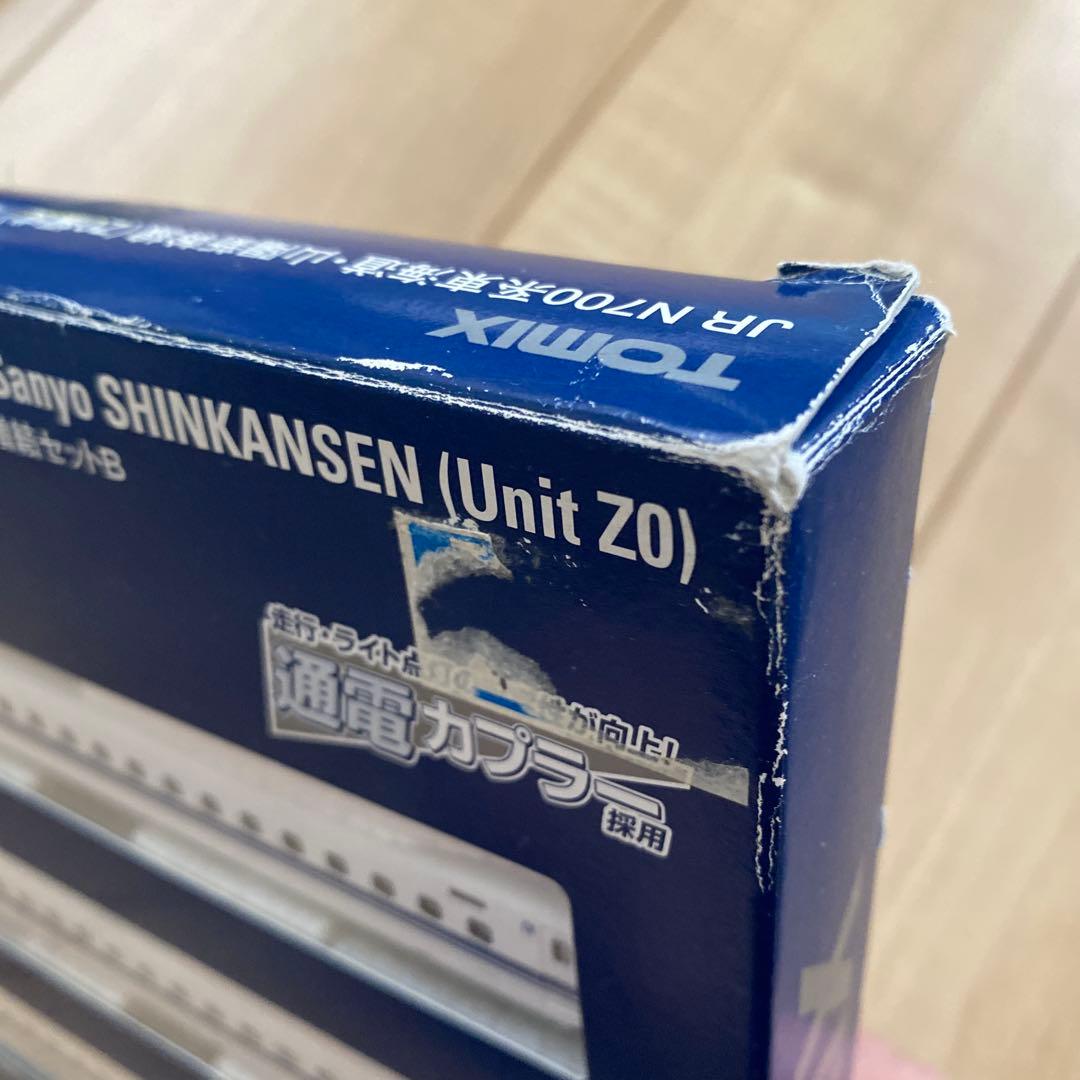 JR N700系東海道・山陽新幹線
TOMIX
Sanyo SHINKANSEN (Unit Z0)
増結セットB
走行・ライト点
性が向上!
通電カプラー
採用